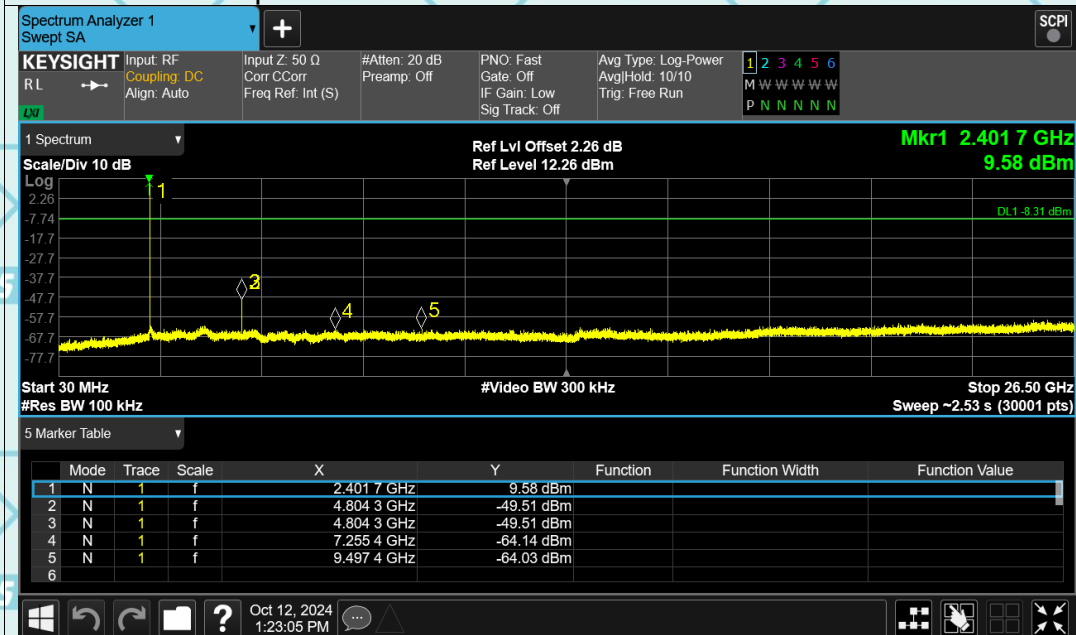 Spectrum Analyzer 1
Swept SA
+
SCPI
KEYSIGHT
R L
LXI
Input: RF
Coupling: DC
Align: Auto
Input Z: 50 Ω
Corr CCorr
Freq Ref: Int (S)
#Atten: 20 dB
Preamp: Off
PNO: Fast
Gate: Off
IF Gain: Low
Sig Track: Off
Avg Type: Log-Power
Avg|Hold: 10/10
Trig: Free Run
1 2 3 4 5 6
M W W W W W
P N N N N N
1 Spectrum
Scale/Div 10 dB
Ref Lvl Offset 2.26 dB
Ref Level 12.26 dBm
Mkr1 2.401 7 GHz
9.58 dBm
Log
2.26
-7.74
-17.7
-27.7
-37.7
-47.7
-57.7
-67.7
-77.7
1
DL1 -8.31 dBm
3
4
5
Start 30 MHz
#Video BW 300 kHz
Stop 26.50 GHz
#Res BW 100 kHz
Sweep ~2.53 s (30001 pts)
5 Marker Table
Mode Trace Scale X Y Function Function Width Function Value
1 N 1 f 2.401 7 GHz 9.58 dBm
2 N 1 f 4.804 3 GHz -49.51 dBm
3 N 1 f 4.804 3 GHz -49.51 dBm
4 N 1 f 7.255 4 GHz -64.14 dBm
5 N 1 f 9.497 4 GHz -64.03 dBm
6
?
Oct 12, 2024
1:23:05 PM